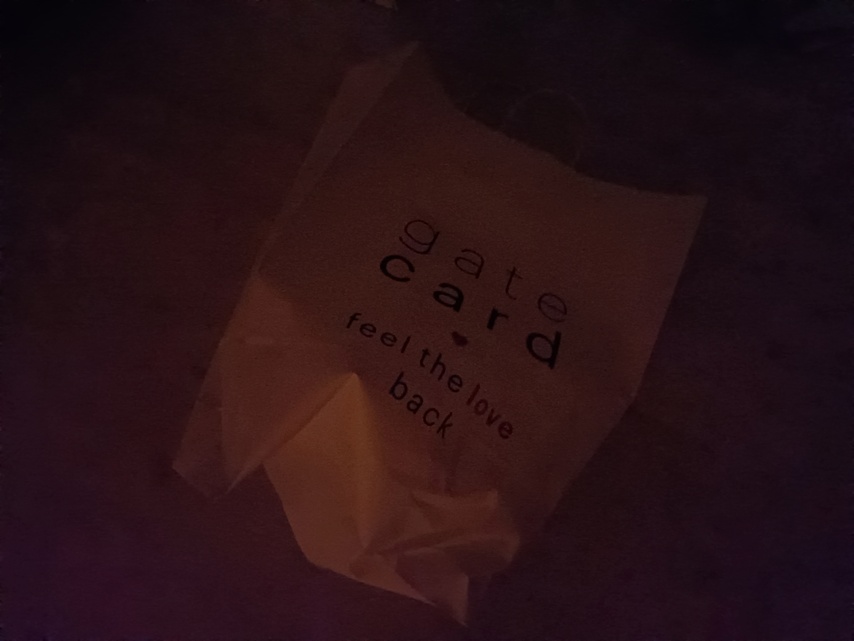 gate
card
feel the love
back